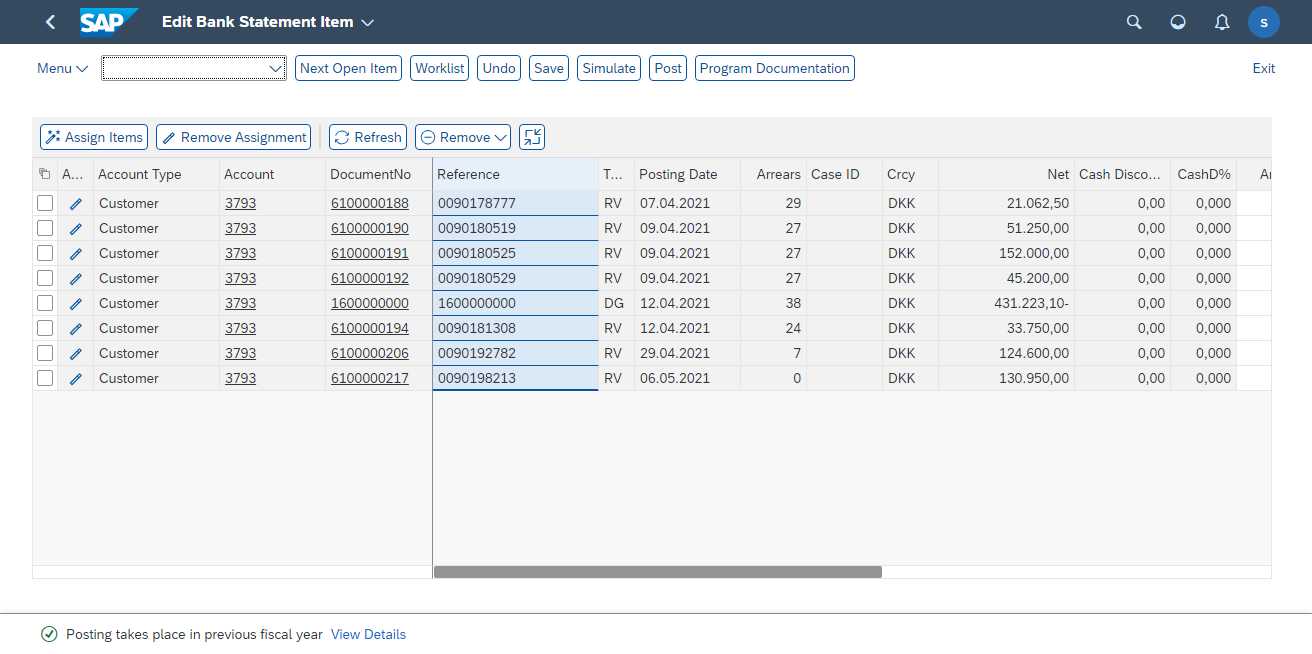 SAP Edit Bank Statement Item S
Menu Next Open Item Worklist Undo Save Simulate Post Program Documentation Exit
Assign Items Remove Assignment Refresh Remove
A... Account Type Account DocumentNo Reference T... Posting Date Arrears Case ID Crcy Net Cash Disco... CashD% Ar
Customer 3793 6100000188 0090178777 RV 07.04.2021 29 DKK 21.062,50 0,00 0,000
Customer 3793 6100000190 0090180519 RV 09.04.2021 27 DKK 51.250,00 0,00 0,000
Customer 3793 6100000191 0090180525 RV 09.04.2021 27 DKK 152.000,00 0,00 0,000
Customer 3793 6100000192 0090180529 RV 09.04.2021 27 DKK 45.200,00 0,00 0,000
Customer 3793 1600000000 1600000000 DG 12.04.2021 38 DKK 431.223,10- 0,00 0,000
Customer 3793 6100000194 0090181308 RV 12.04.2021 24 DKK 33.750,00 0,00 0,000
Customer 3793 6100000206 0090192782 RV 29.04.2021 7 DKK 124.600,00 0,00 0,000
Customer 3793 6100000217 0090198213 RV 06.05.2021 0 DKK 130.950,00 0,00 0,000
Posting takes place in previous fiscal year View Details